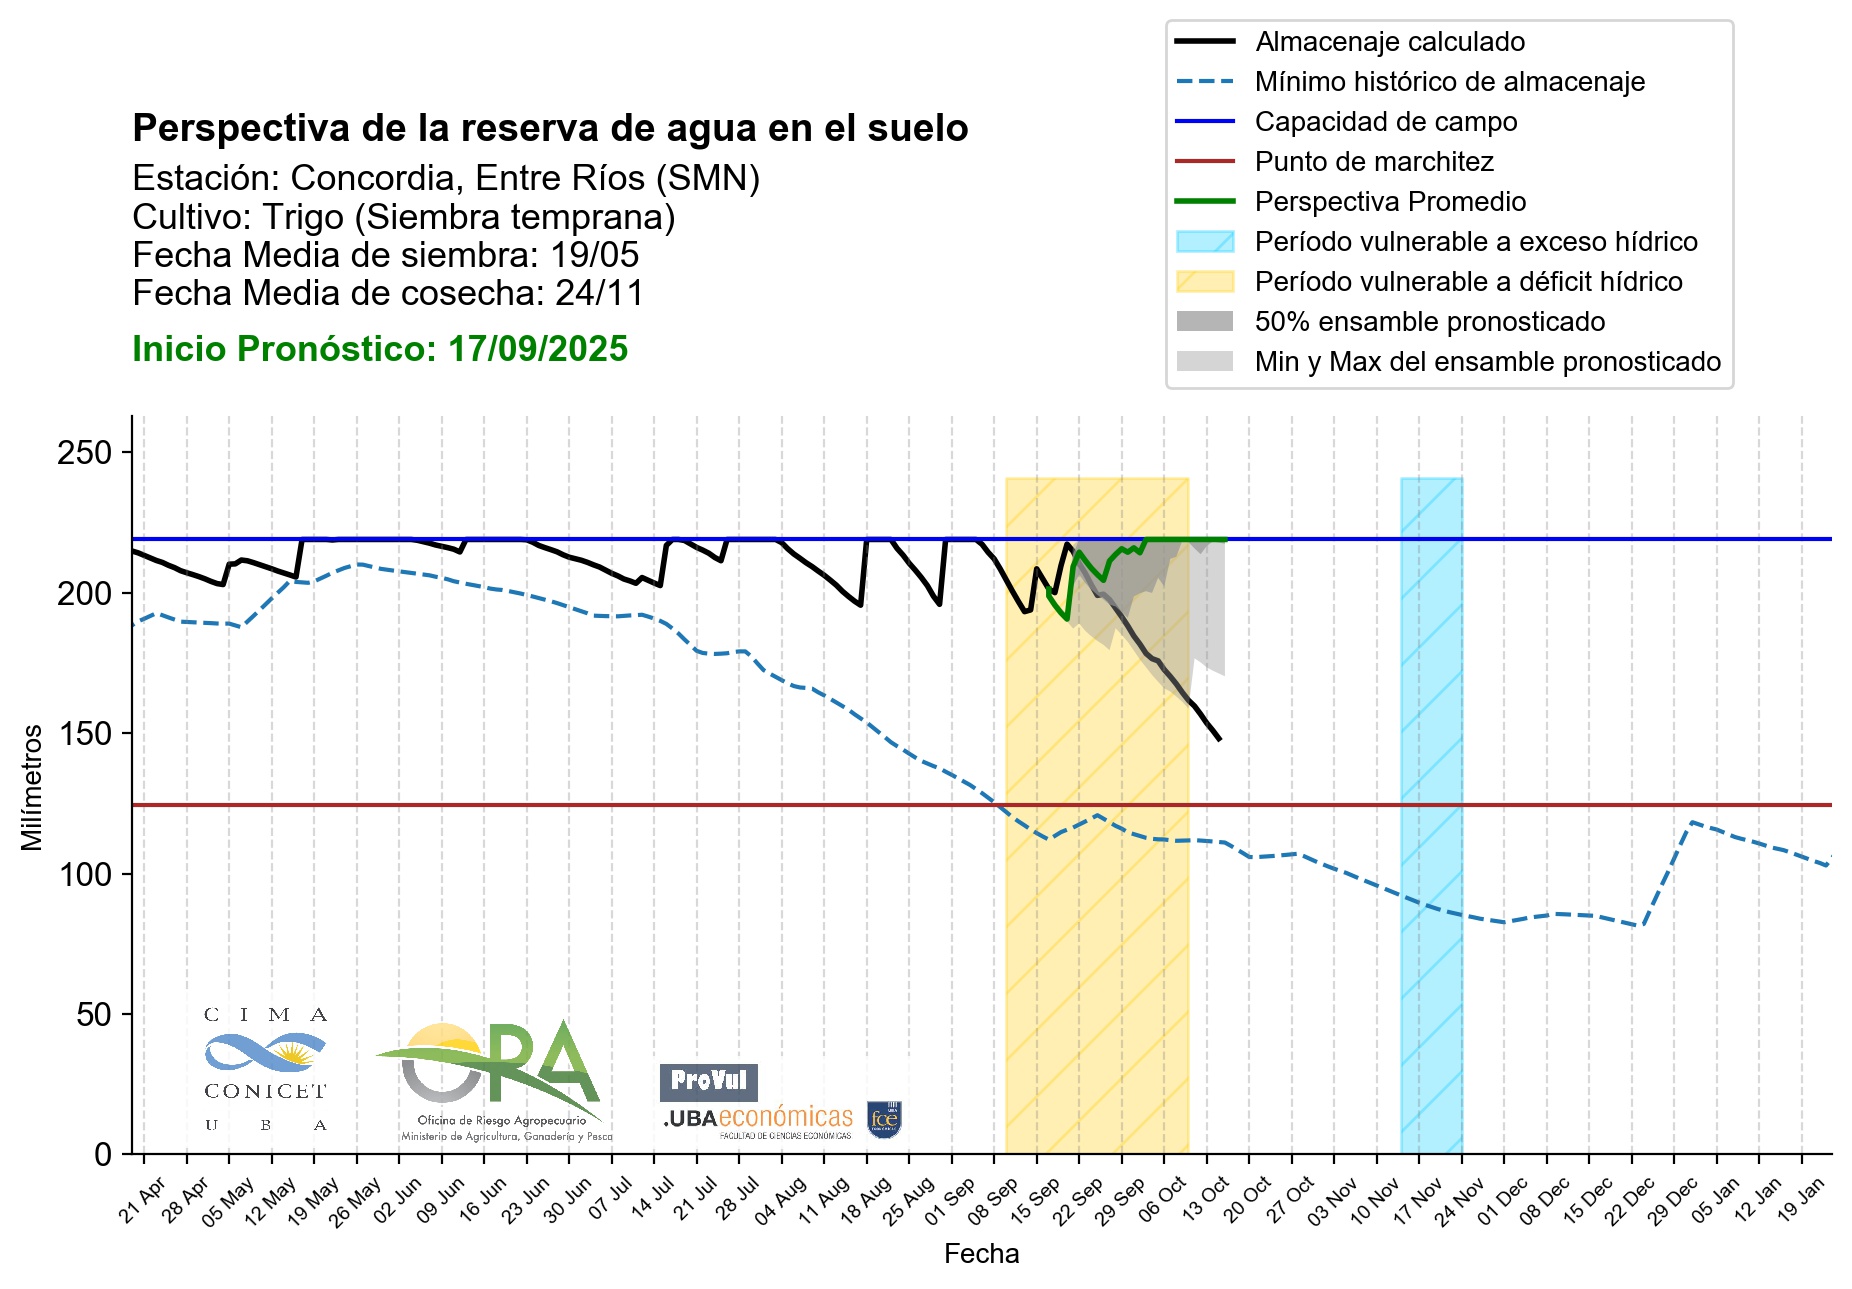 Almacenaje calculado
Mínimo histórico de almacenaje
Capacidad de campo
Punto de marchitez
Perspectiva Promedio
Período vulnerable a exceso hídrico
Período vulnerable a déficit hídrico
50% ensamble pronosticado
Min y Max del ensamble pronosticado
Perspectiva de la reserva de agua en el suelo
Estación: Concordia, Entre Ríos (SMN)
Cultivo: Trigo (Siembra temprana)
Fecha Media de siembra: 19/05
Fecha Media de cosecha: 24/11
Inicio Pronóstico: 17/09/2025
Milímetros
250
200
150
100
50
0
CIMA
CONICET
UBA
ORA
Oficina de Riesgo Agropecuario
Ministerio de Agricultura, Ganadería y Pesca
ProVul
.UBAeconómicas
FACULTAD DE CIENCIAS ECONÓMICAS
fce
21 Apr
28 Apr
05 May
12 May
19 May
26 May
02 Jun
09 Jun
16 Jun
23 Jun
30 Jun
07 Jul
14 Jul
21 Jul
28 Jul
04 Aug
11 Aug
18 Aug
25 Aug
01 Sep
08 Sep
15 Sep
22 Sep
29 Sep
06 Oct
13 Oct
20 Oct
27 Oct
03 Nov
10 Nov
17 Nov
24 Nov
01 Dec
08 Dec
15 Dec
22 Dec
29 Dec
05 Jan
12 Jan
19 Jan
Fecha